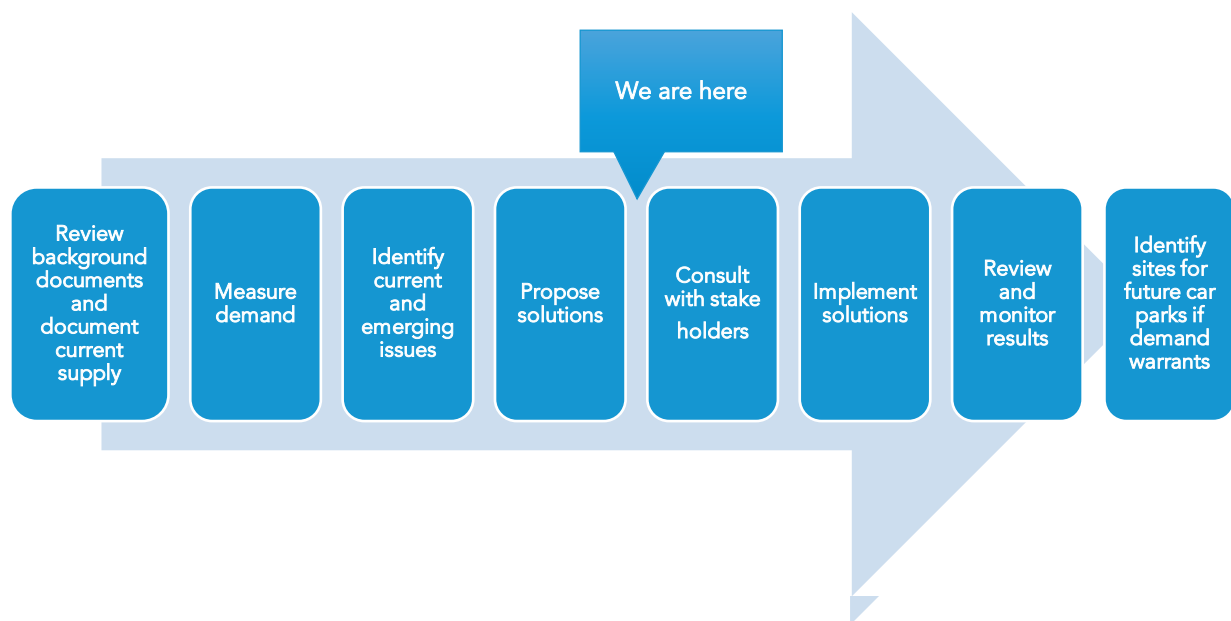 We are here
Review
background
documents
and
document
current
supply
Measure
demand
Identify
current
and
emerging
issues
Propose
solutions
Consult
with stake
holders
Implement
solutions
Review
and
monitor
results
Identify
sites for
future car
parks if
demand
warrants